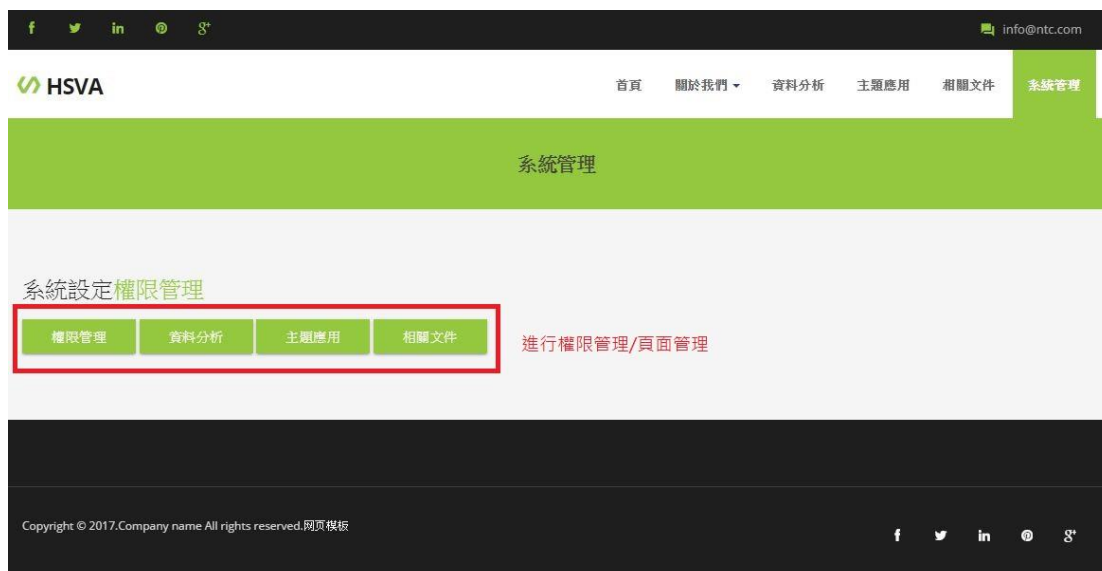 info@ntc.com
HSVA
首頁 關於我們 資料分析 主題應用 相關文件 系統管理
系統管理
系統設定權限管理
權限管理 資料分析 主題應用 相關文件
進行權限管理/頁面管理
Copyright © 2017.Company name All rights reserved.网页模板